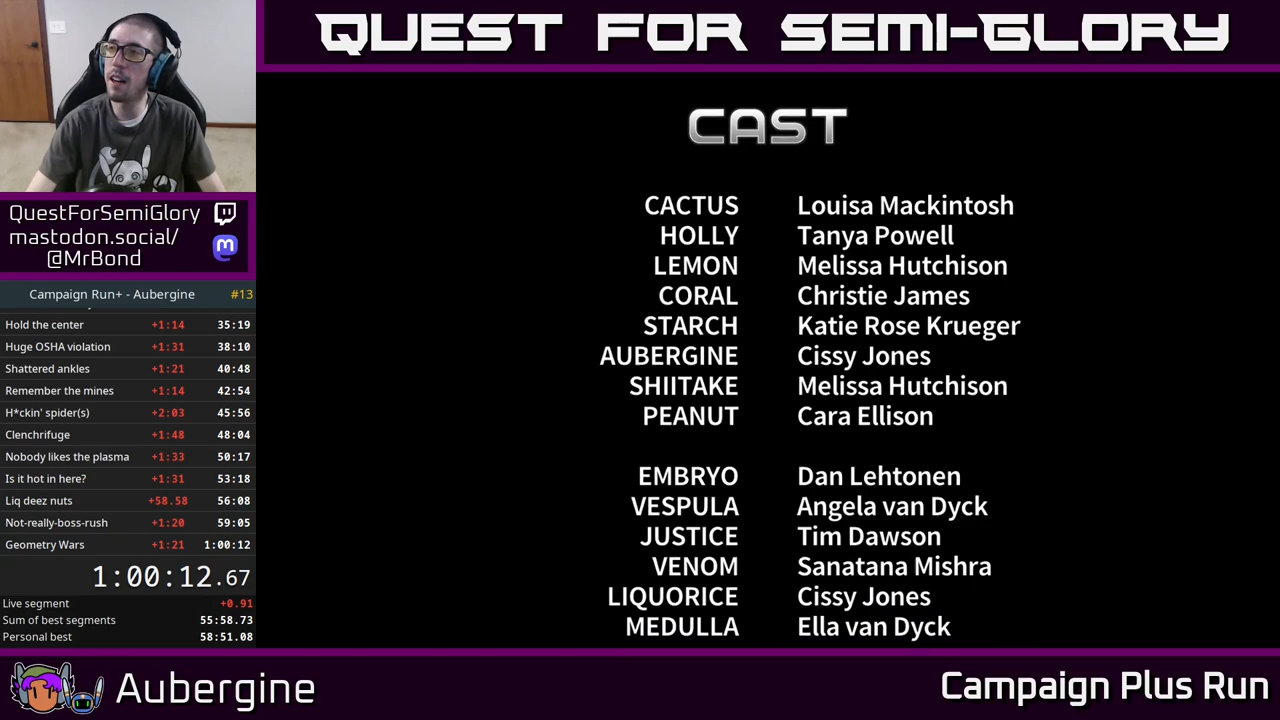 QUEST FOR SEMI-GLORY
QuestForSemiGlory
mastodon.social/
@MrBond
Campaign Run+ - Aubergine #13
Hold the center +1:14 35:19
Huge OSHA violation +1:31 38:10
Shattered ankles +1:21 40:48
Remember the mines +1:14 42:54
H*ckin' spider(s) +2:03 45:56
Clenchrifuge +1:48 48:04
Nobody likes the plasma +1:33 50:17
Is it hot in here? +1:31 53:18
Liq deez nuts +58.58 56:08
Not-really-boss-rush +1:20 59:05
Geometry Wars +1:21 1:00:12
1:00:12.67
Live segment +0.91
Sum of best segments 55:58.73
Personal best 58:51.08
CAST
CACTUS Louisa Mackintosh
HOLLY Tanya Powell
LEMON Melissa Hutchison
CORAL Christie James
STARCH Katie Rose Krueger
AUBERGINE Cissy Jones
SHIITAKE Melissa Hutchison
PEANUT Cara Ellison
EMBRYO Dan Lehtonen
VESPULA Angela van Dyck
JUSTICE Tim Dawson
VENOM Sanatana Mishra
LIQUORICE Cissy Jones
MEDULLA Ella van Dyck
Aubergine
Campaign Plus Run